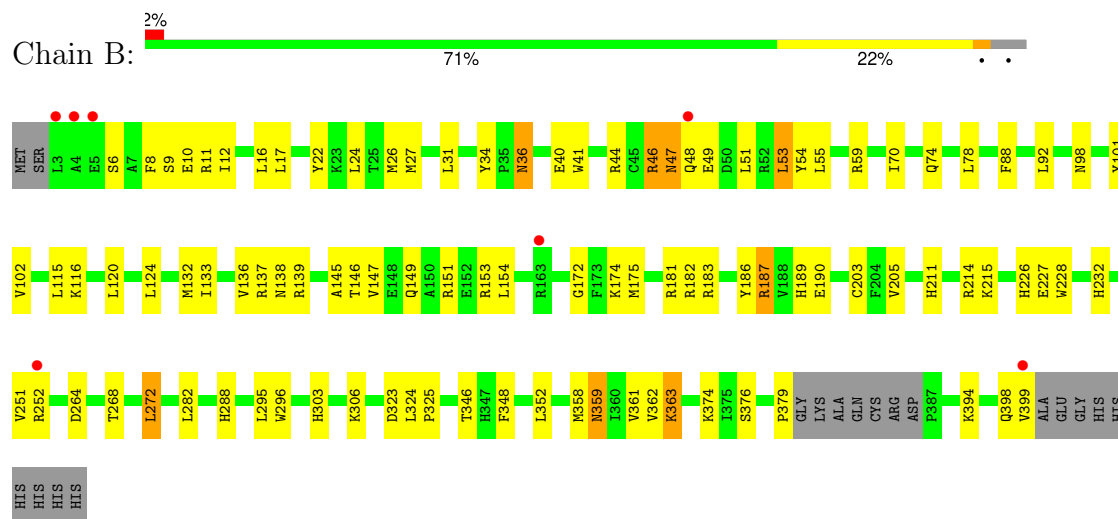 2%
Chain B:
71% 22% • •
MET SER L3 A4 E5 S6 A7 F8 S9 E10 R11 I12 L16 L17 Y22 K23 L24 T25 M26 M27 L31 Y34 P35 N36 E40 W41 R44 C45 R46 N47 Q48 E49 D50 L51 R52 L53 Y54 L55 R59 I70 Q74 L78 F88 L92 N98 Y101
V102 L115 K116 L120 L124 M132 I133 V136 R137 N138 R139 A145 T146 V147 E148 Q149 A150 R151 E152 R153 L154 R163 G172 F173 K174 M175 R181 R182 R183 Y186 R187 V188 H189 E190 C203 F204 V205 H211 R214 K215 H226 E227 W228 H232
V251 R252 D264 T268 L272 L282 H288 L295 W296 H303 K306 D323 L324 P325 T346 H347 F348 L352 M358 N359 I360 V361 V362 K363 K374 I375 S376 P379 GLY LYS ALA GLN CYS ARG ASP P387 K394 Q398 V399 ALA GLU GLY HIS HIS
HIS HIS HIS HIS